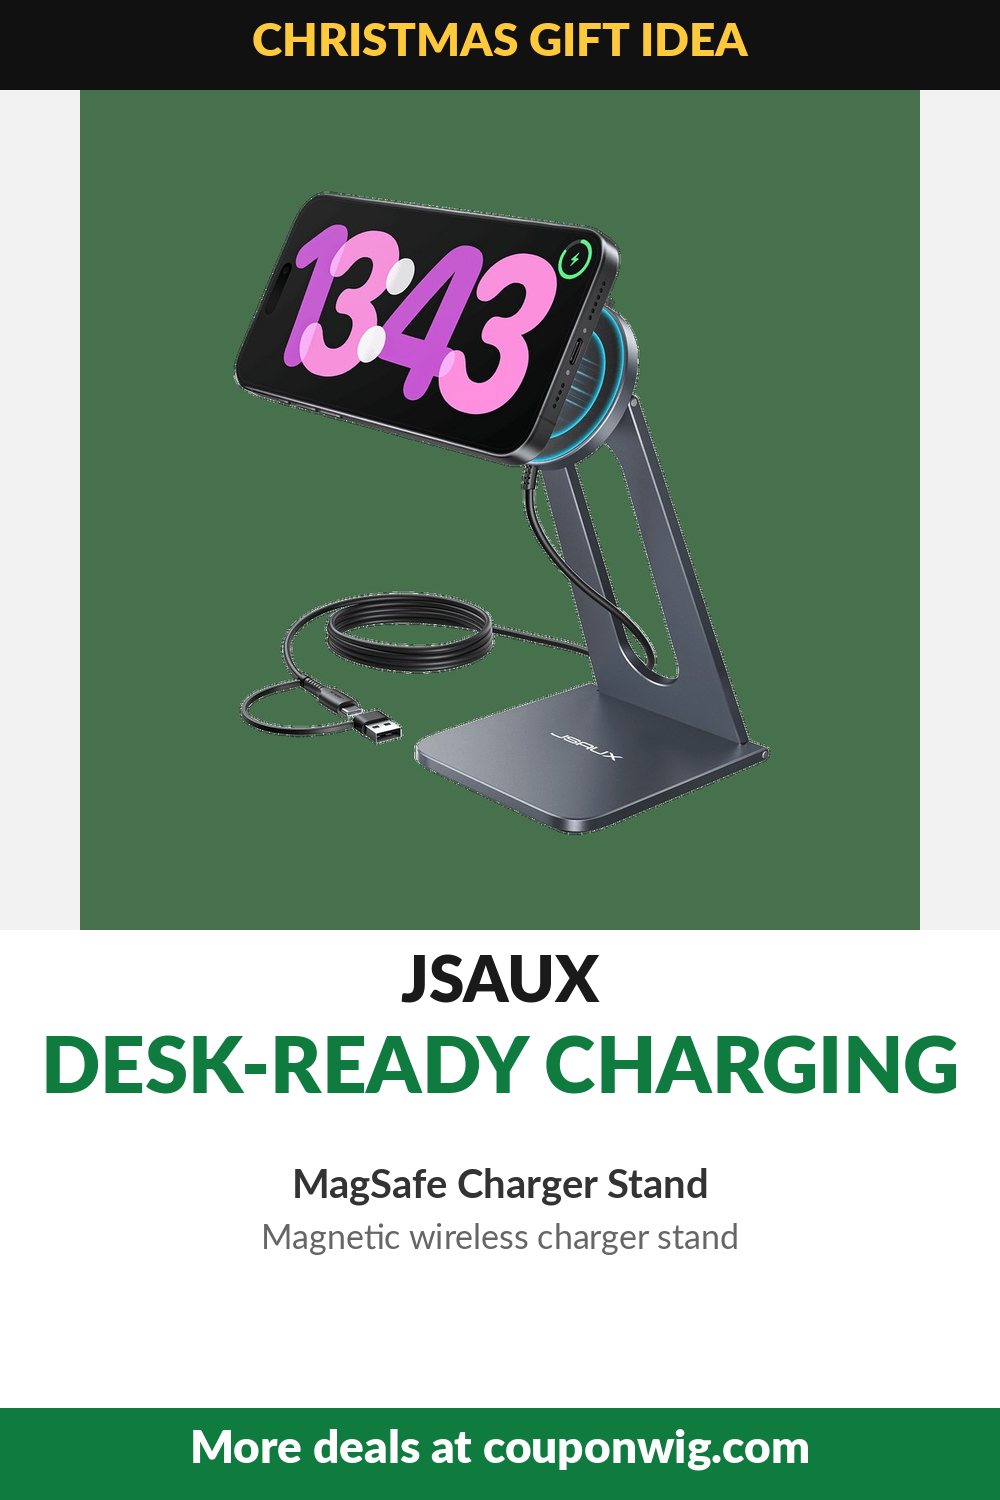 CHRISTMAS GIFT IDEA
13:43
JSAUX
JSAUX
DESK-READY CHARGING
MagSafe Charger Stand
Magnetic wireless charger stand
More deals at couponwig.com